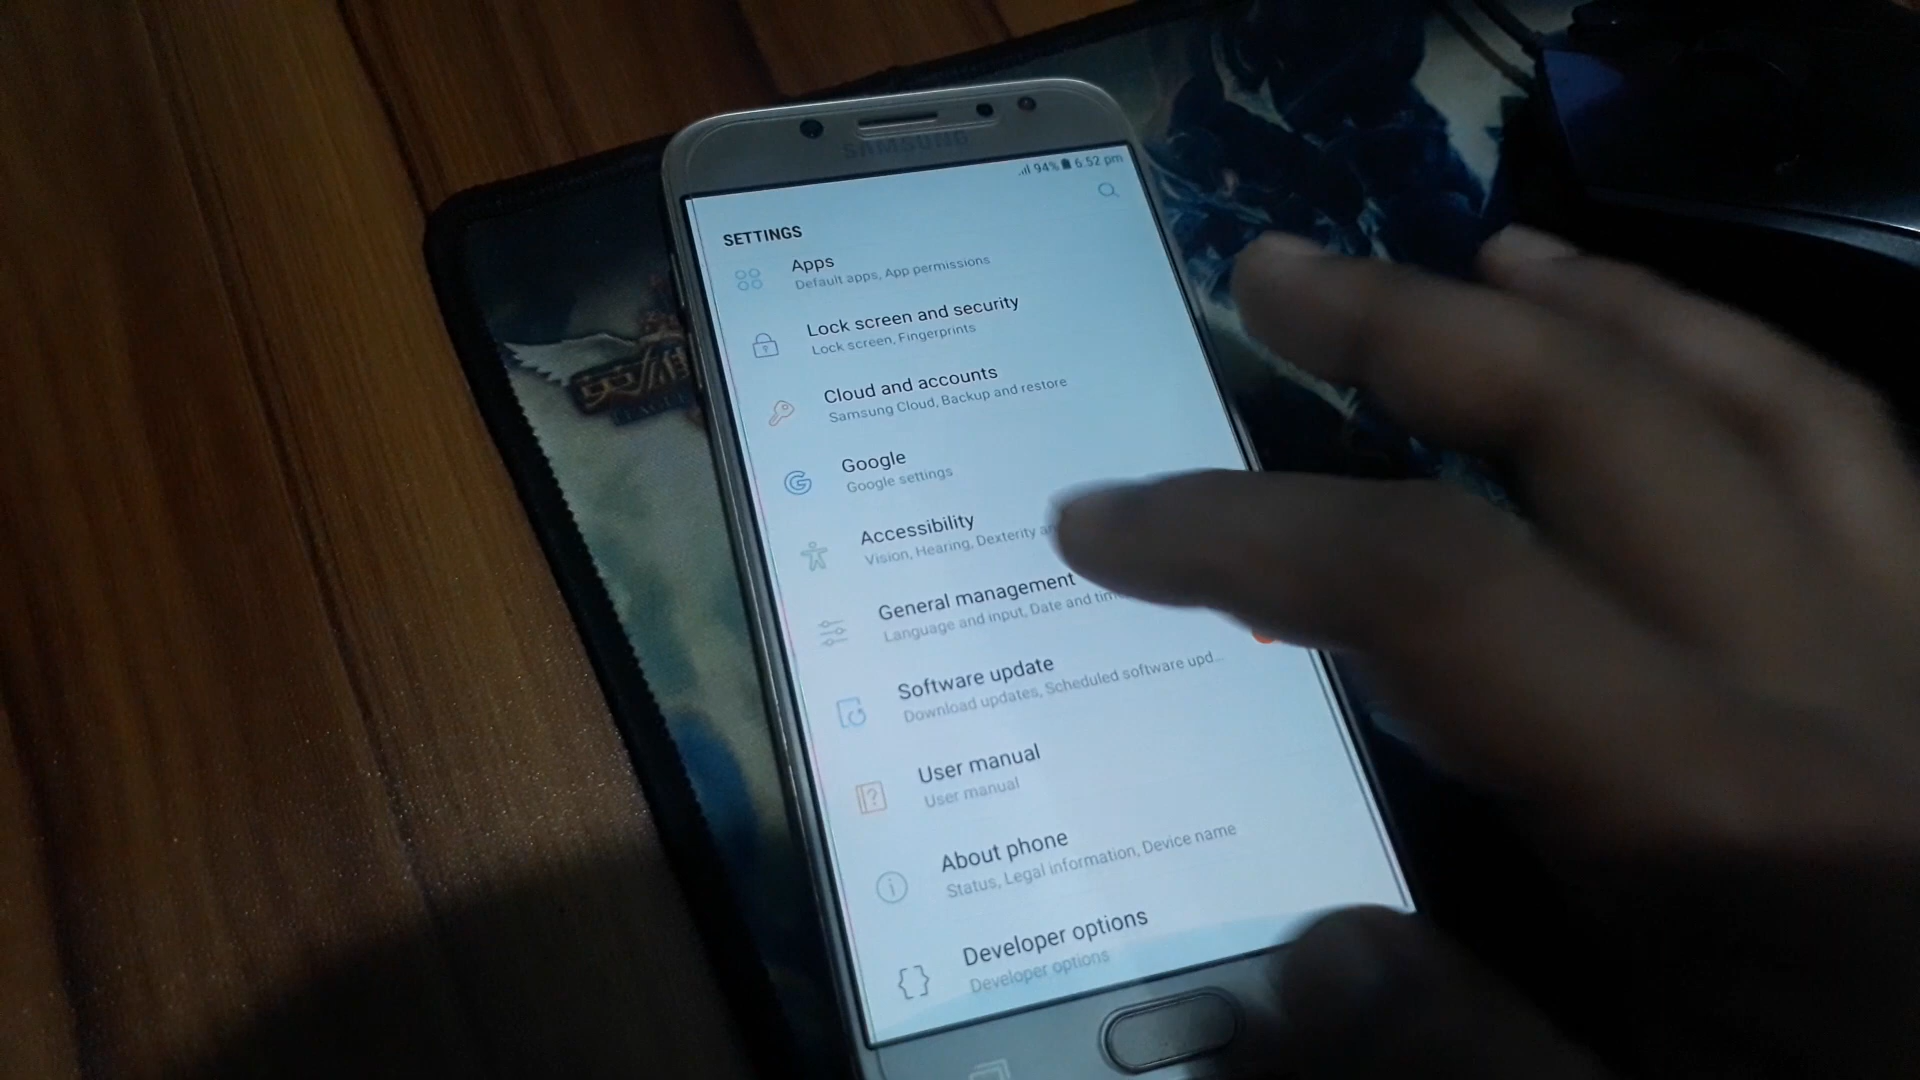 SAMSUNG
94% 6.52 pm
SETTINGS
Apps
Default apps, App permissions
Lock screen and security
Lock screen, Fingerprints
Cloud and accounts
Samsung Cloud, Backup and restore
Google
Google settings
Accessibility
Vision, Hearing, Dexterity
General management
Language and input, Date and
Software update
Download updates, Scheduled software upd...
User manual
User manual
About phone
Status, Legal information, Device name
Developer options
Developer options